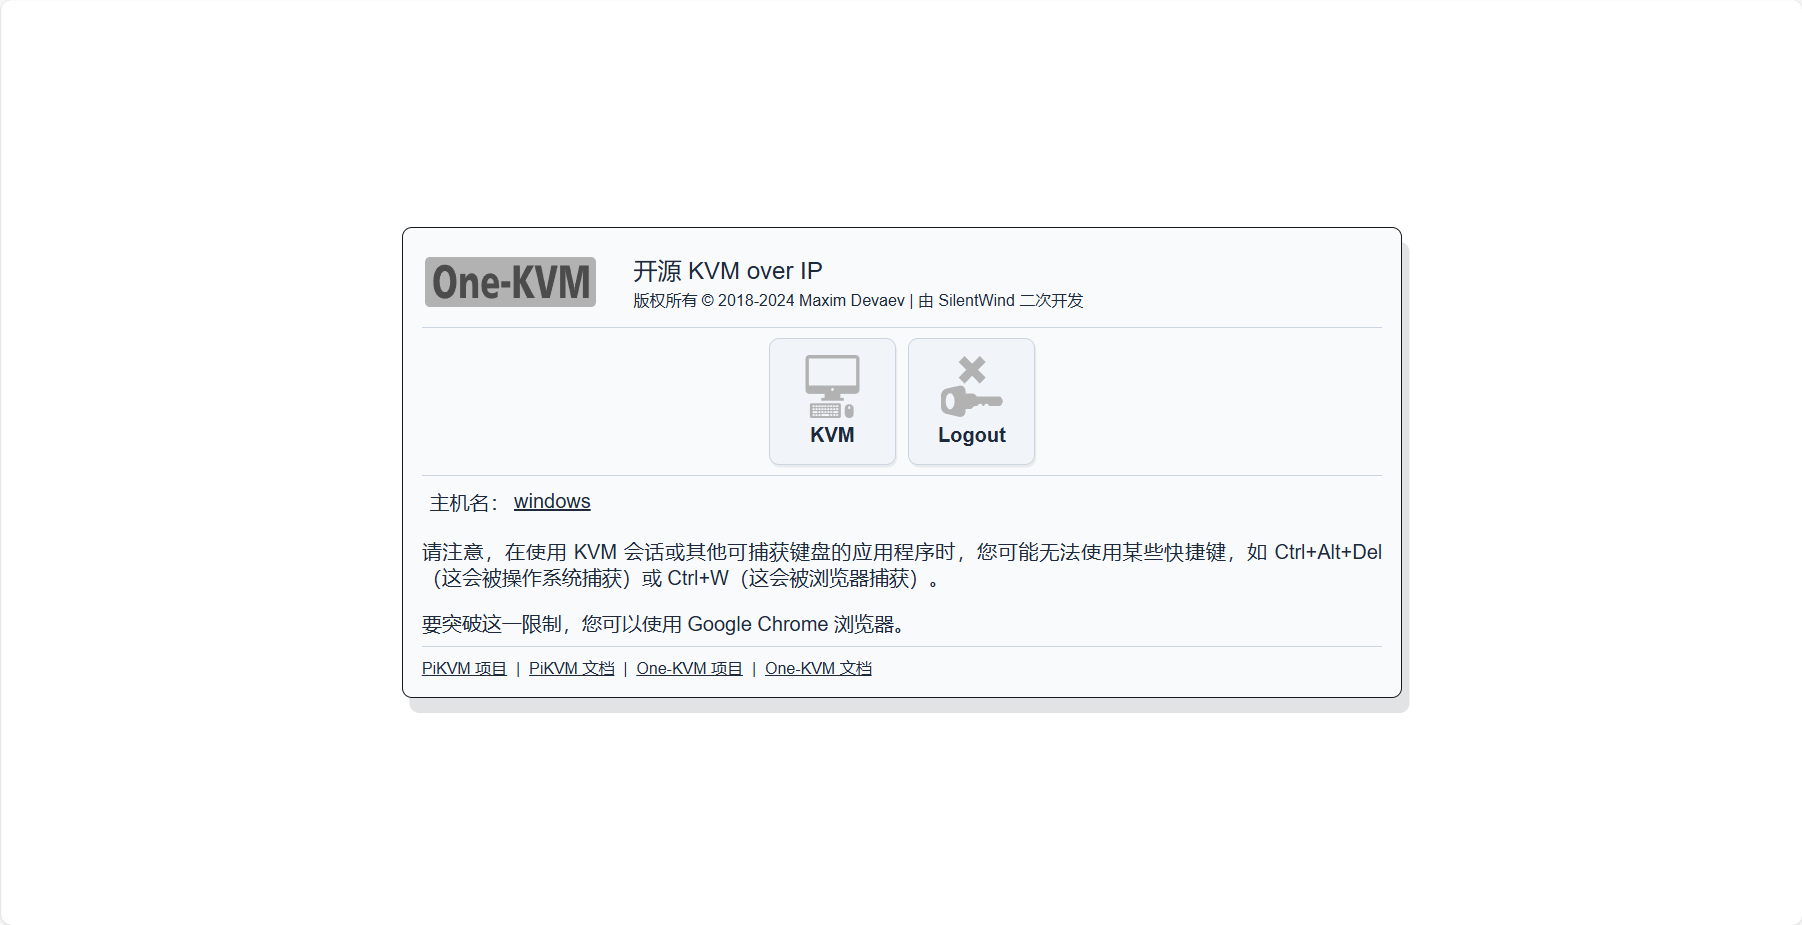 One-KVM
开源 KVM over IP
版权所有 © 2018-2024 Maxim Devaev | 由 SilentWind 二次开发
KVM
Logout
主机名： windows
请注意，在使用 KVM 会话或其他可捕获键盘的应用程序时，您可能无法使用某些快捷键，如 Ctrl+Alt+Del
（这会被操作系统捕获）或 Ctrl+W（这会被浏览器捕获）。
要突破这一限制，您可以使用 Google Chrome 浏览器。
PiKVM 项目 | PiKVM 文档 | One-KVM 项目 | One-KVM 文档